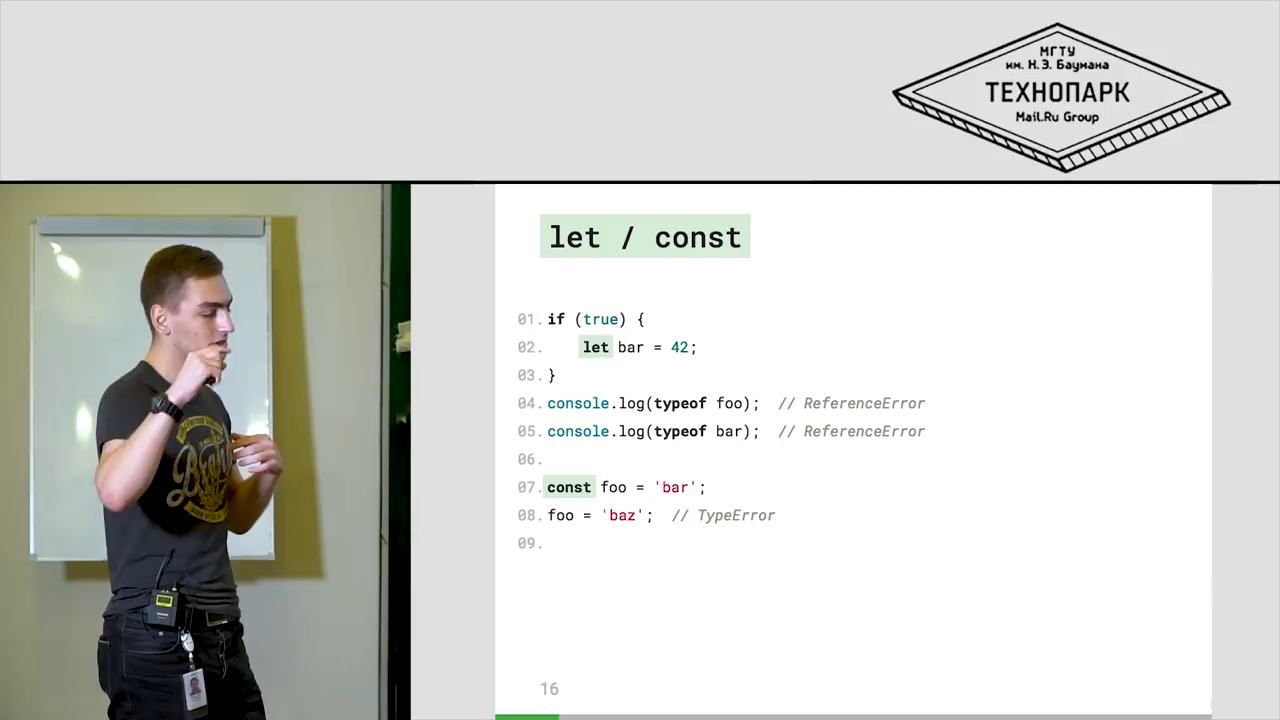 МГТУ
им. Н.Э. Баумана
ТЕХНОПАРК
Mail.Ru Group
let / const
01. if (true) {
02.     let bar = 42;
03. }
04. console.log(typeof foo);  // ReferenceError
05. console.log(typeof bar);  // ReferenceError
06.
07. const foo = 'bar';
08. foo = 'baz';  // TypeError
09.
16